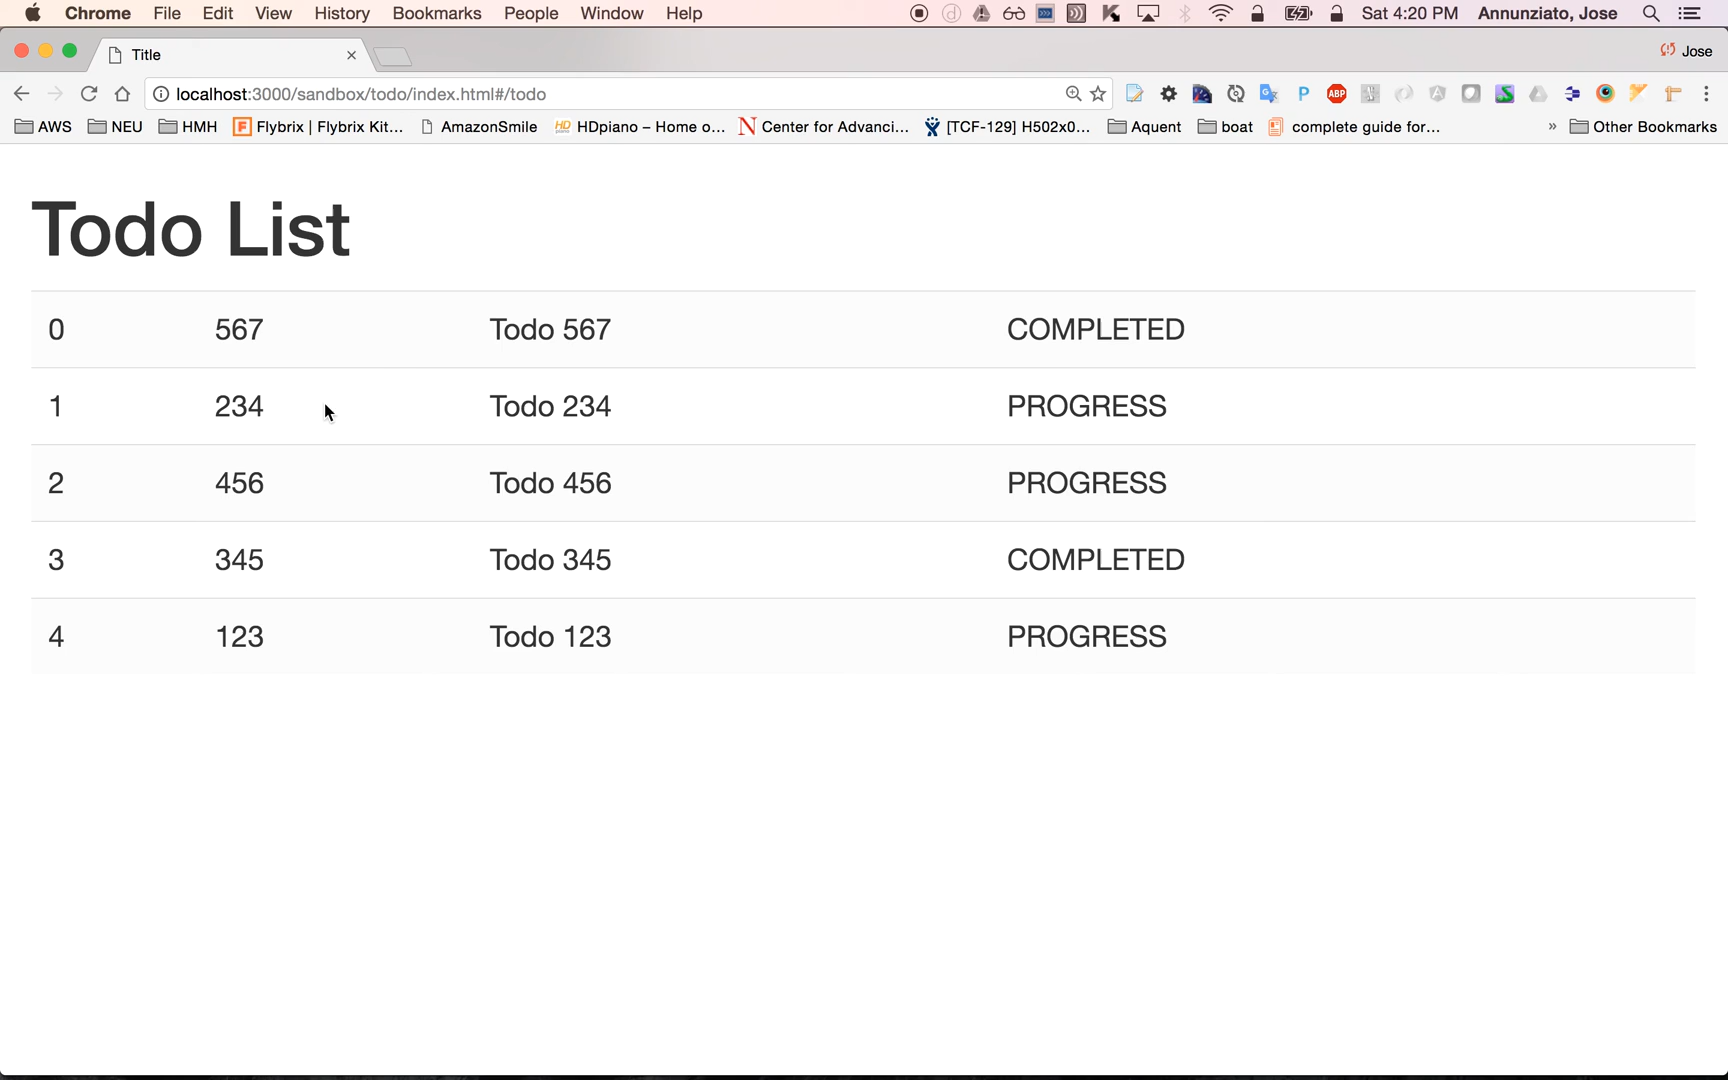 Chrome File Edit View History Bookmarks People Window Help Sat 4:20 PM Annunziato, Jose
Title Jose
localhost:3000/sandbox/todo/index.html#/todo
AWS NEU HMH Flybrix | Flybrix Kit... AmazonSmile HDpiano – Home o... Center for Advanci... [TCF-129] H502x0... Aquent boat complete guide for... » Other Bookmarks
Todo List
0 567 Todo 567 COMPLETED
1 234 Todo 234 PROGRESS
2 456 Todo 456 PROGRESS
3 345 Todo 345 COMPLETED
4 123 Todo 123 PROGRESS